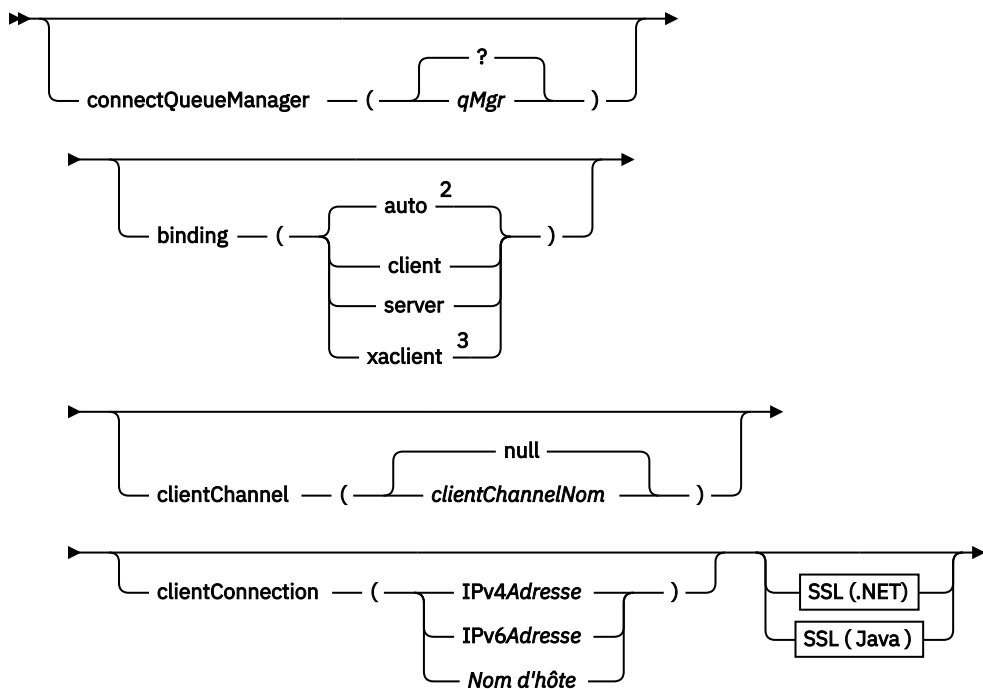 ?
connectQueueManager ( qMgr )
auto 2
binding ( )
client
server
xaclient 3
null
clientChannel ( clientChannelNom )
clientConnection ( IPv4Adresse ) SSL (.NET)
IPv6Adresse SSL ( Java )
Nom d'hôte